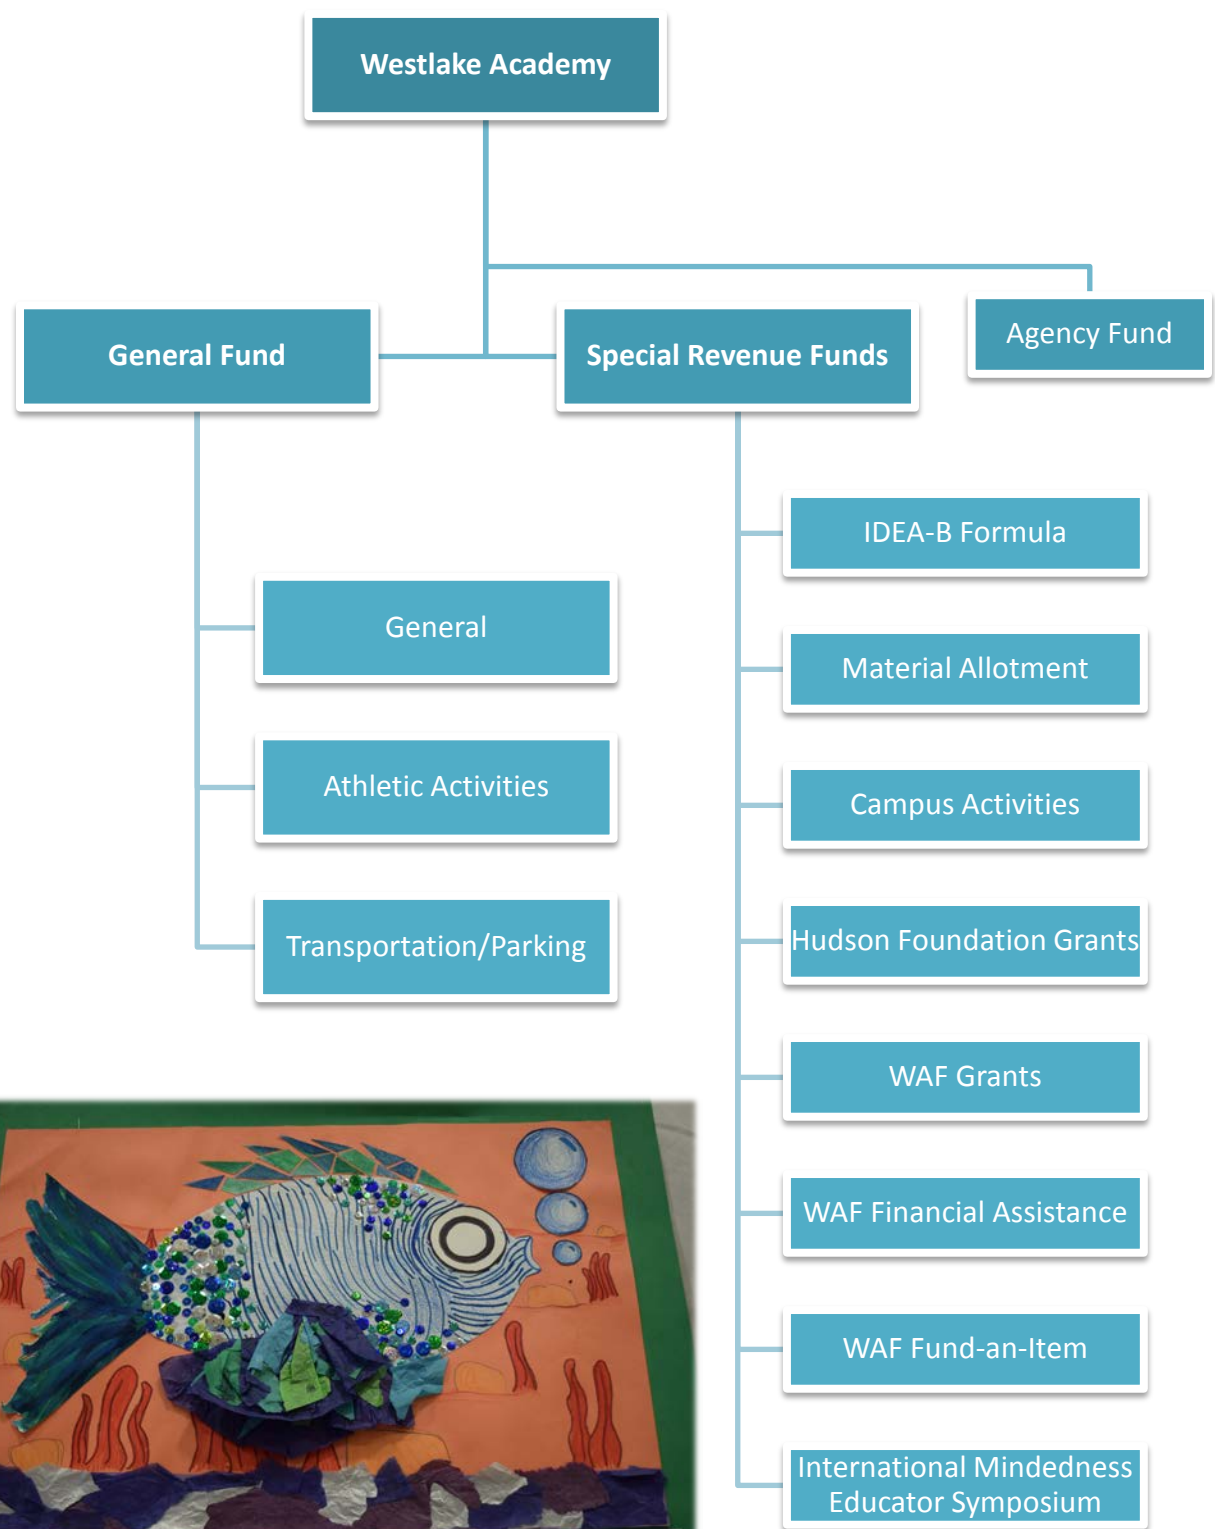 Westlake Academy
General Fund
Special Revenue Funds
Agency Fund
General
Athletic Activities
Transportation/Parking
IDEA-B Formula
Material Allotment
Campus Activities
Hudson Foundation Grants
WAF Grants
WAF Financial Assistance
WAF Fund-an-Item
International Mindedness
Educator Symposium